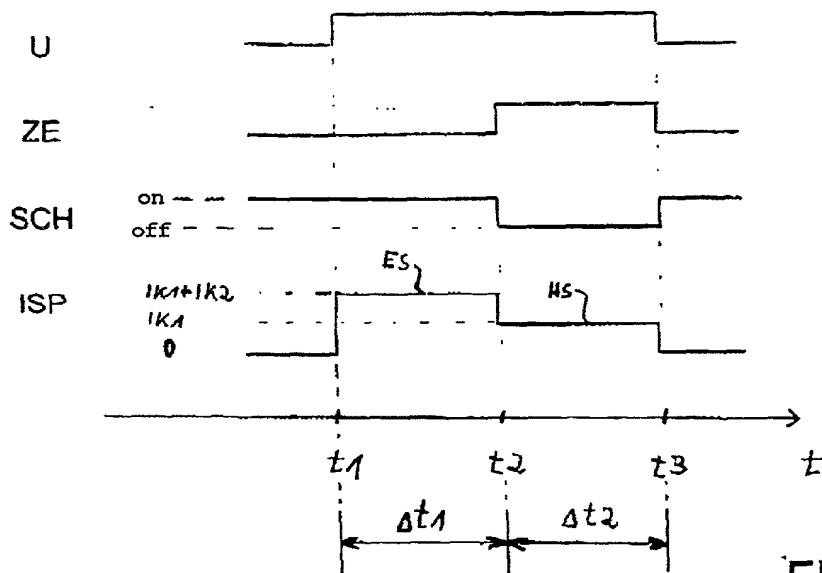 U
ZE
SCH
on
off
ES
HS
ISP
IK1+IK2
IK1
0
t1
t2
t3
t
Δt1
Δt2